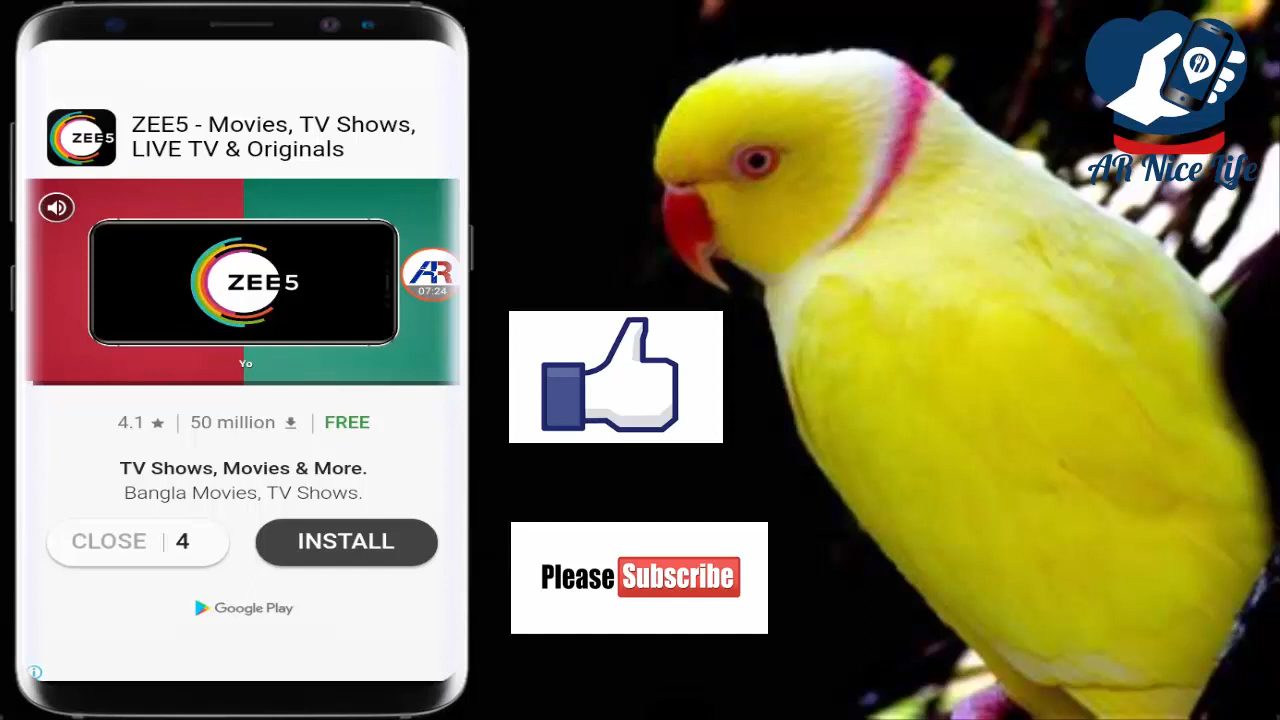 ZEE5 - Movies, TV Shows,
LIVE TV & Originals
ZEE5
ZEE5
AR
07:24
Yo
4.1 | 50 million | FREE
TV Shows, Movies & More.
Bangla Movies, TV Shows.
CLOSE | 4
INSTALL
Google Play
Please Subscribe
AR Nice Life